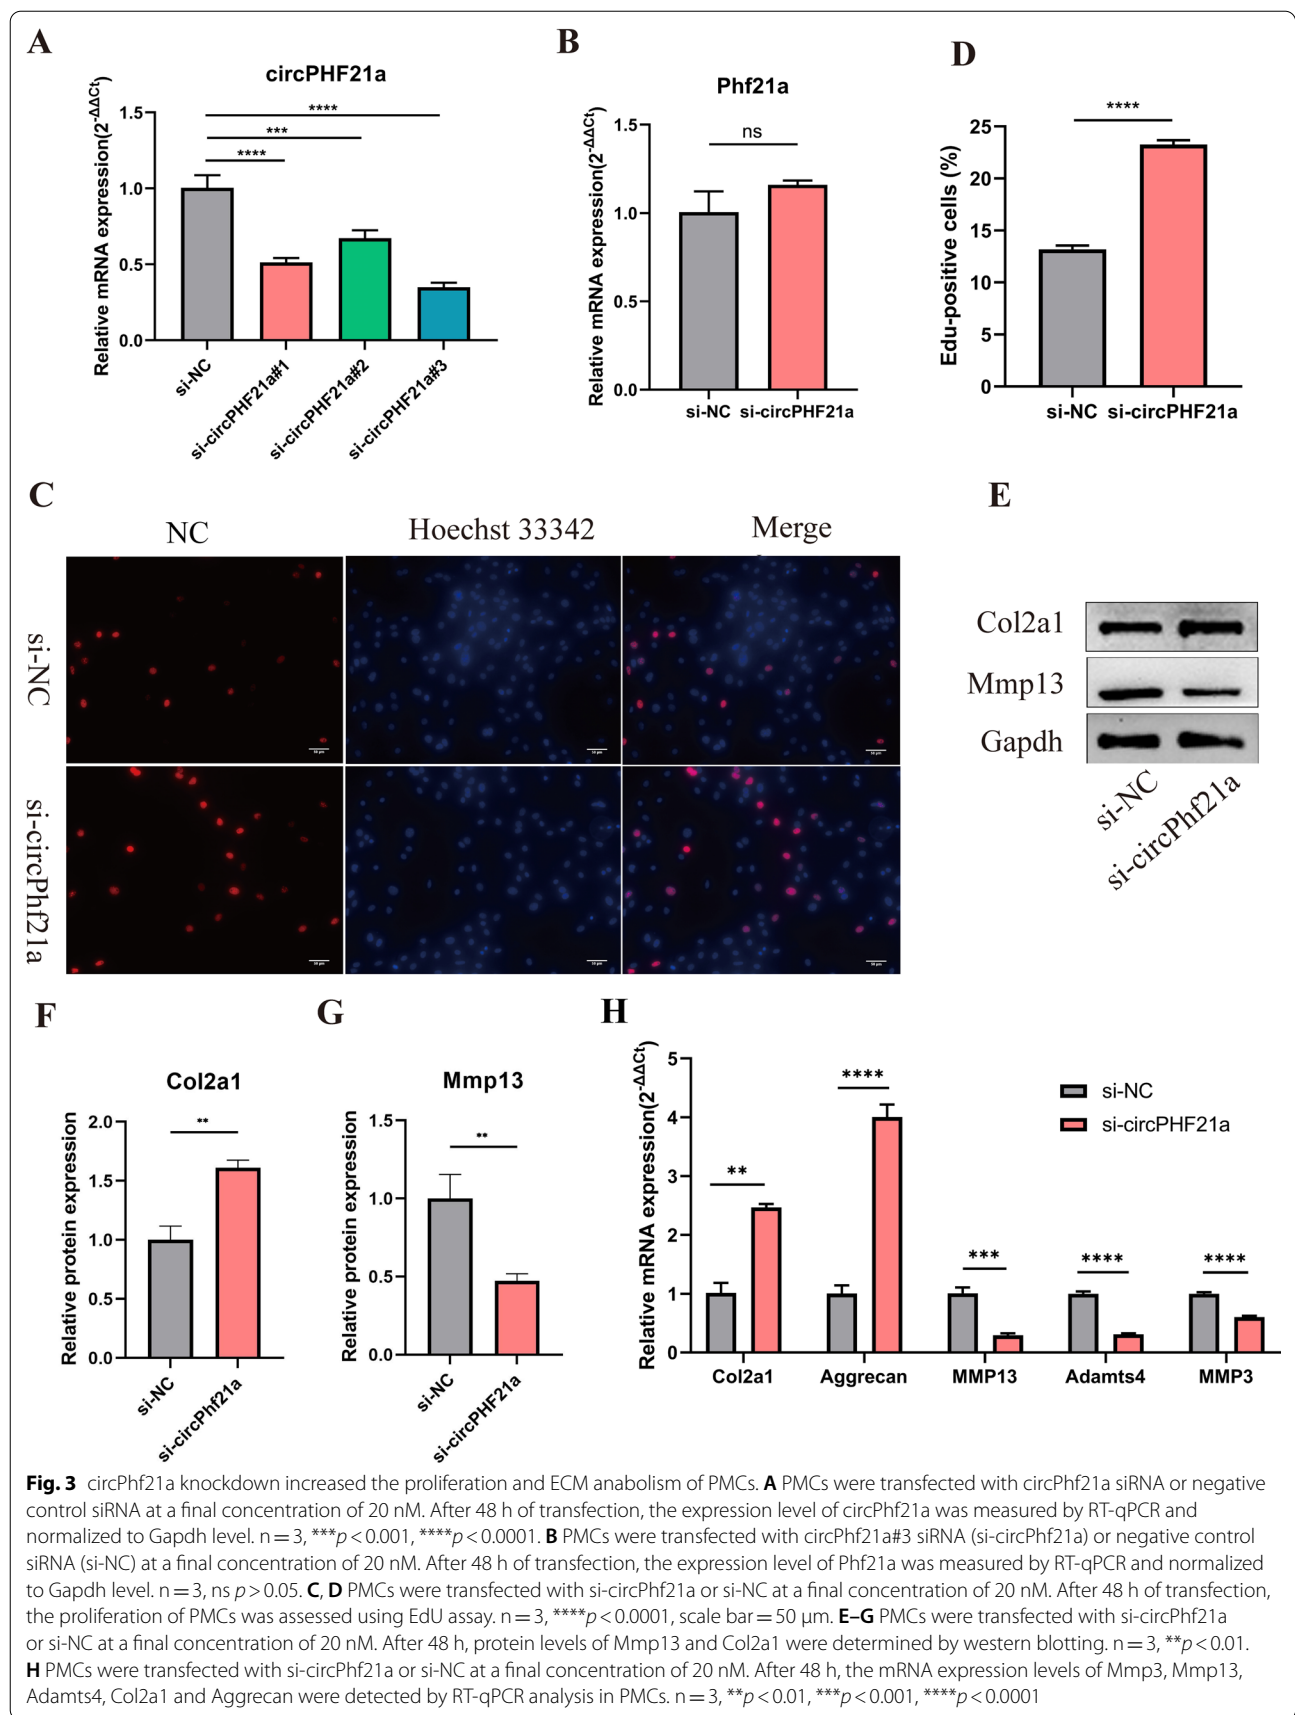 A
circPHF21a
Relative mRNA expression(2^-ΔΔCt)
1.5
1.0
0.5
0.0
****
***
****
si-NC
si-circPHF21a#1
si-circPHF21a#2
si-circPHF21a#3
B
Phf21a
Relative mRNA expression(2^-ΔΔCt)
1.5
1.0
0.5
0.0
ns
si-NC
si-circPHF21a
D
Edu-positive cells (%)
25
20
15
10
5
0
****
si-NC
si-circPHF21a
C
NC
Hoechst 33342
Merge
si-NC
50 μm
50 μm
50 μm
si-circPhf21a
50 μm
50 μm
50 μm
E
Col2a1
Mmp13
Gapdh
si-NC
si-circPhf21a
F
Col2a1
Relative protein expression
2.0
1.5
1.0
0.5
0.0
**
si-NC
si-circPhf21a
G
Mmp13
Relative protein expression
1.5
1.0
0.5
0.0
**
si-NC
si-circPHF21a
H
Relative mRNA expression(2^-ΔΔCt)
5
4
3
2
1
0
**
****
***
****
****
si-NC
si-circPHF21a
Col2a1
Aggrecan
MMP13
Adamts4
MMP3
Fig. 3 circPhf21a knockdown increased the proliferation and ECM anabolism of PMCs. A PMCs were transfected with circPhf21a siRNA or negative
control siRNA at a final concentration of 20 nM. After 48 h of transfection, the expression level of circPhf21a was measured by RT-qPCR and
normalized to Gapdh level. n = 3, ***p < 0.001, ****p < 0.0001. B PMCs were transfected with circPhf21a#3 siRNA (si-circPhf21a) or negative control
siRNA (si-NC) at a final concentration of 20 nM. After 48 h of transfection, the expression level of Phf21a was measured by RT-qPCR and normalized
to Gapdh level. n = 3, ns p > 0.05. C, D PMCs were transfected with si-circPhf21a or si-NC at a final concentration of 20 nM. After 48 h of transfection,
the proliferation of PMCs was assessed using EdU assay. n = 3, ****p < 0.0001, scale bar = 50 μm. E–G PMCs were transfected with si-circPhf21a
or si-NC at a final concentration of 20 nM. After 48 h, protein levels of Mmp13 and Col2a1 were determined by western blotting. n = 3, **p < 0.01.
H PMCs were transfected with si-circPhf21a or si-NC at a final concentration of 20 nM. After 48 h, the mRNA expression levels of Mmp3, Mmp13,
Adamts4, Col2a1 and Aggrecan were detected by RT-qPCR analysis in PMCs. n = 3, **p < 0.01, ***p < 0.001, ****p < 0.0001